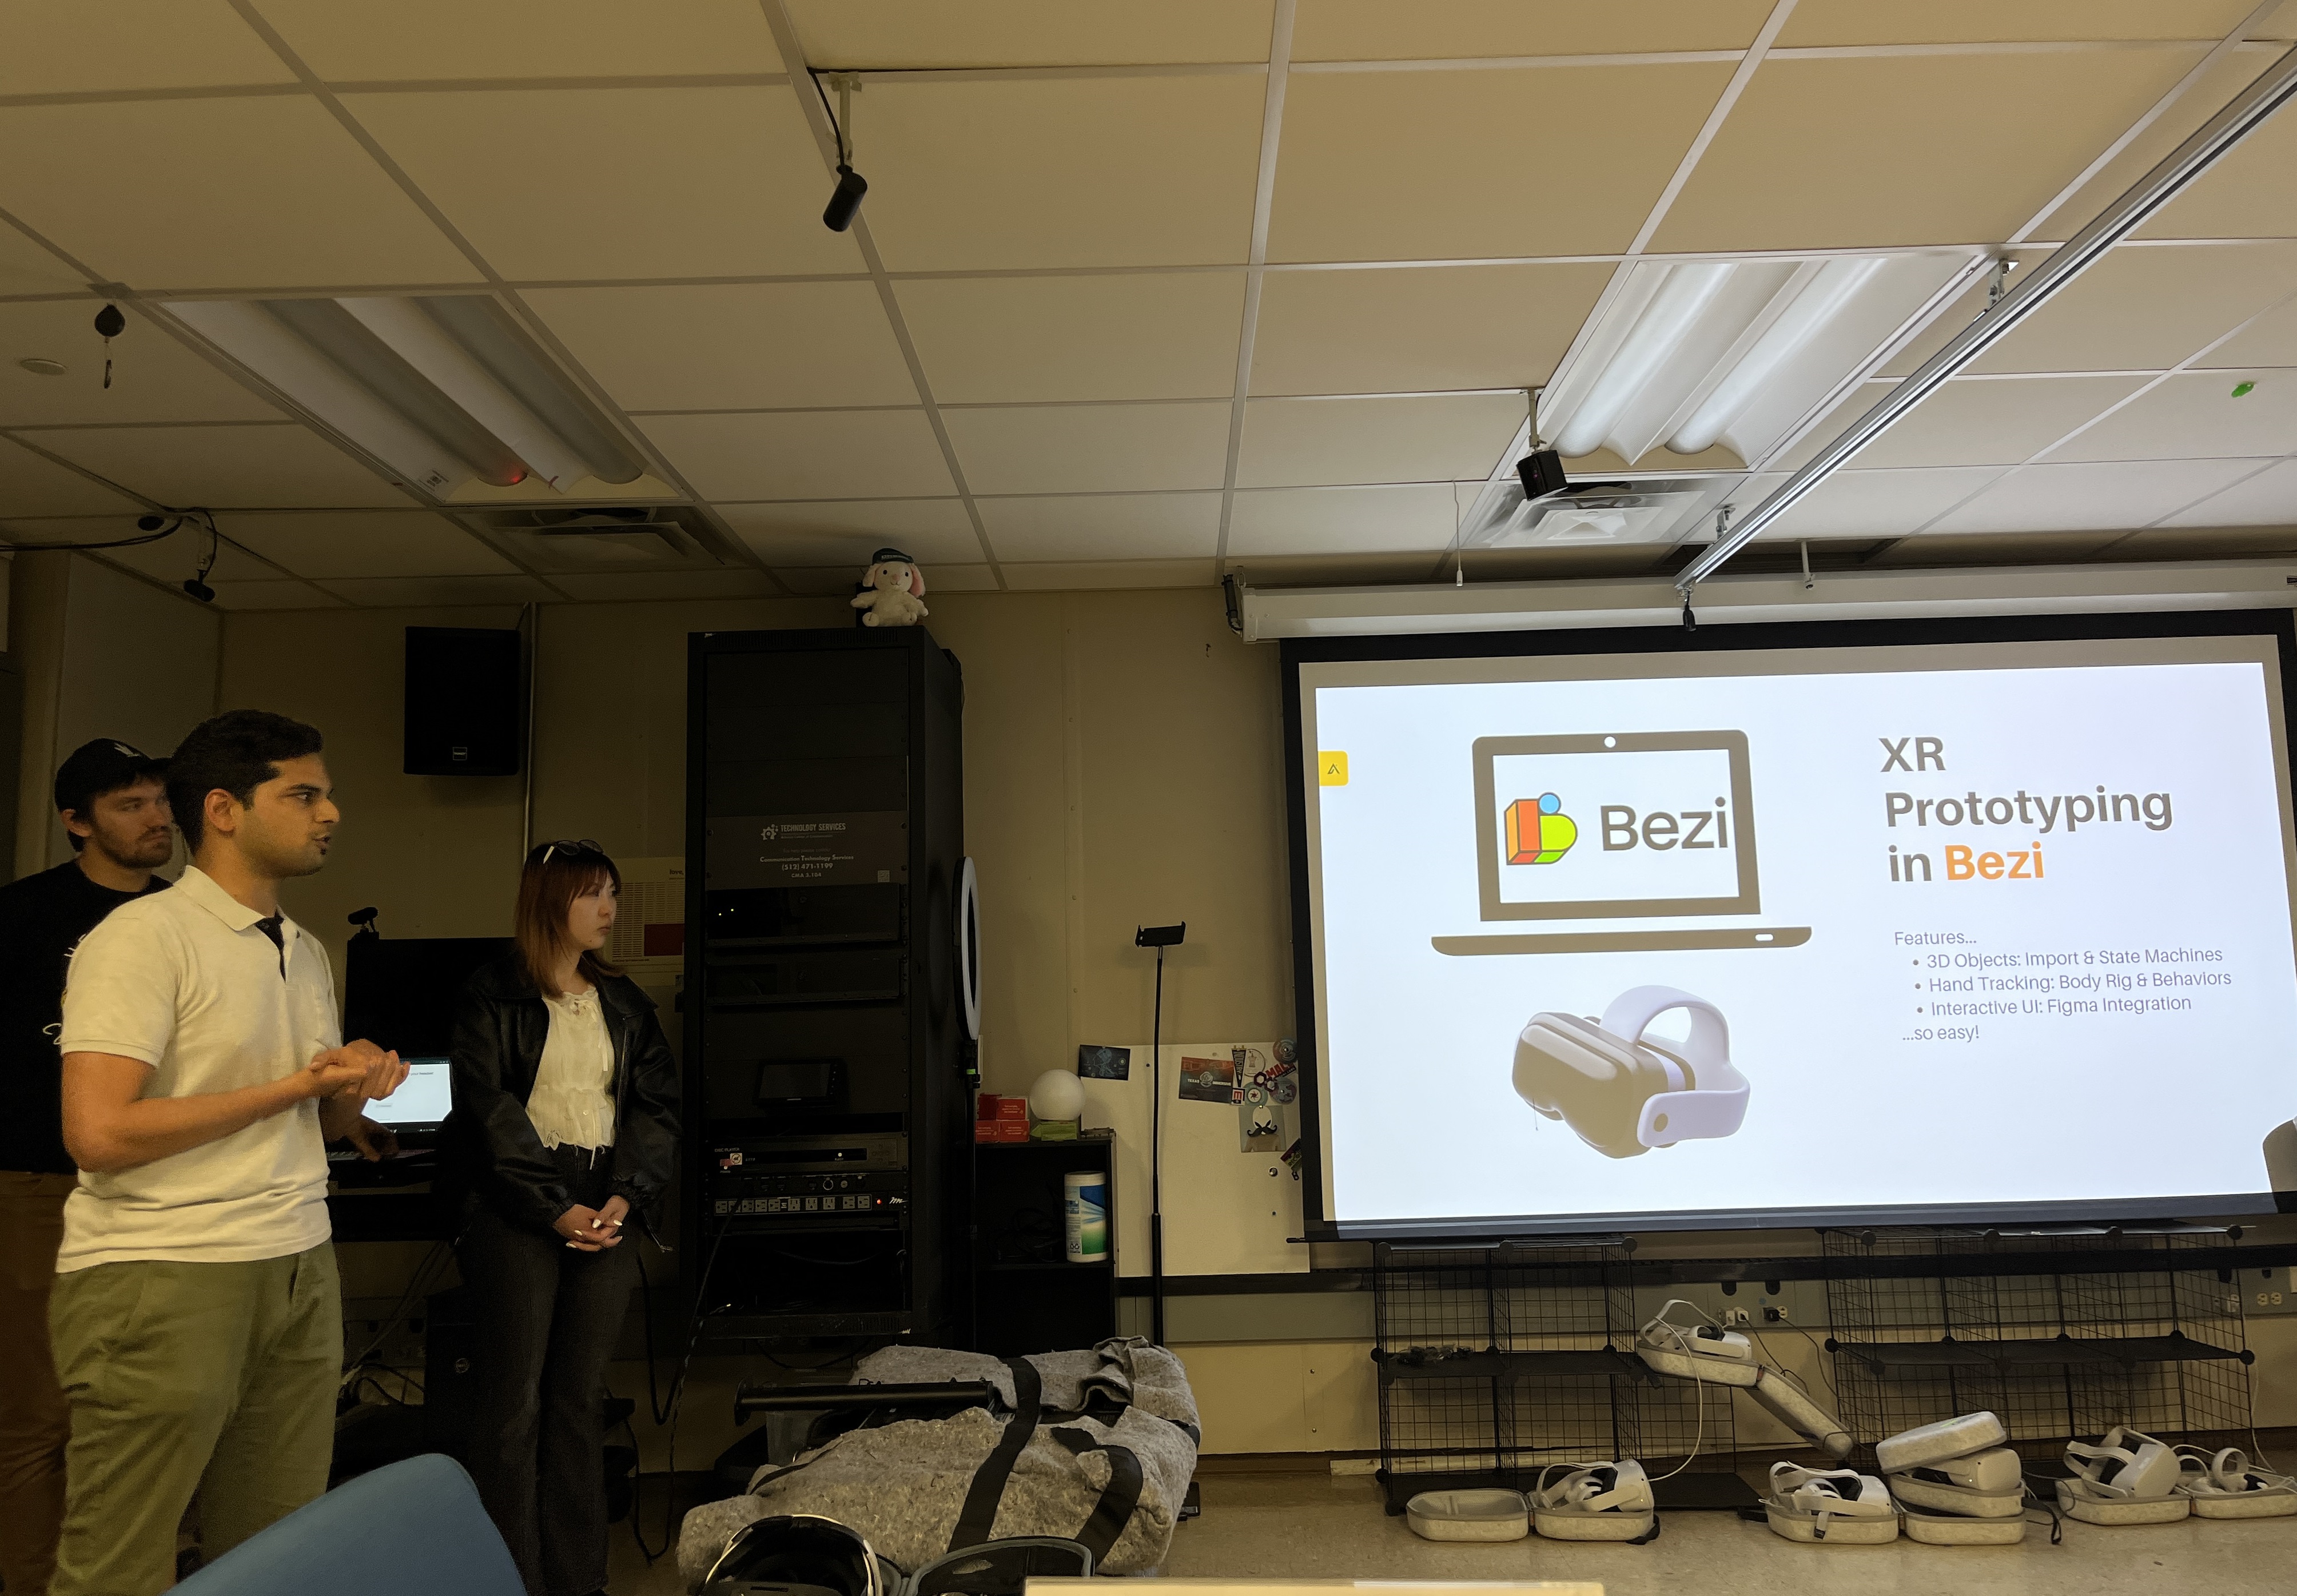 TECHNOLOGY SERVICES
Communication Technology Services
(512) 471-1199
CMA 5.104
Bezi
XR
Prototyping
in Bezi
Features...
• 3D Objects: Import & State Machines
• Hand Tracking: Body Rig & Behaviors
• Interactive UI: Figma Integration
...so easy!